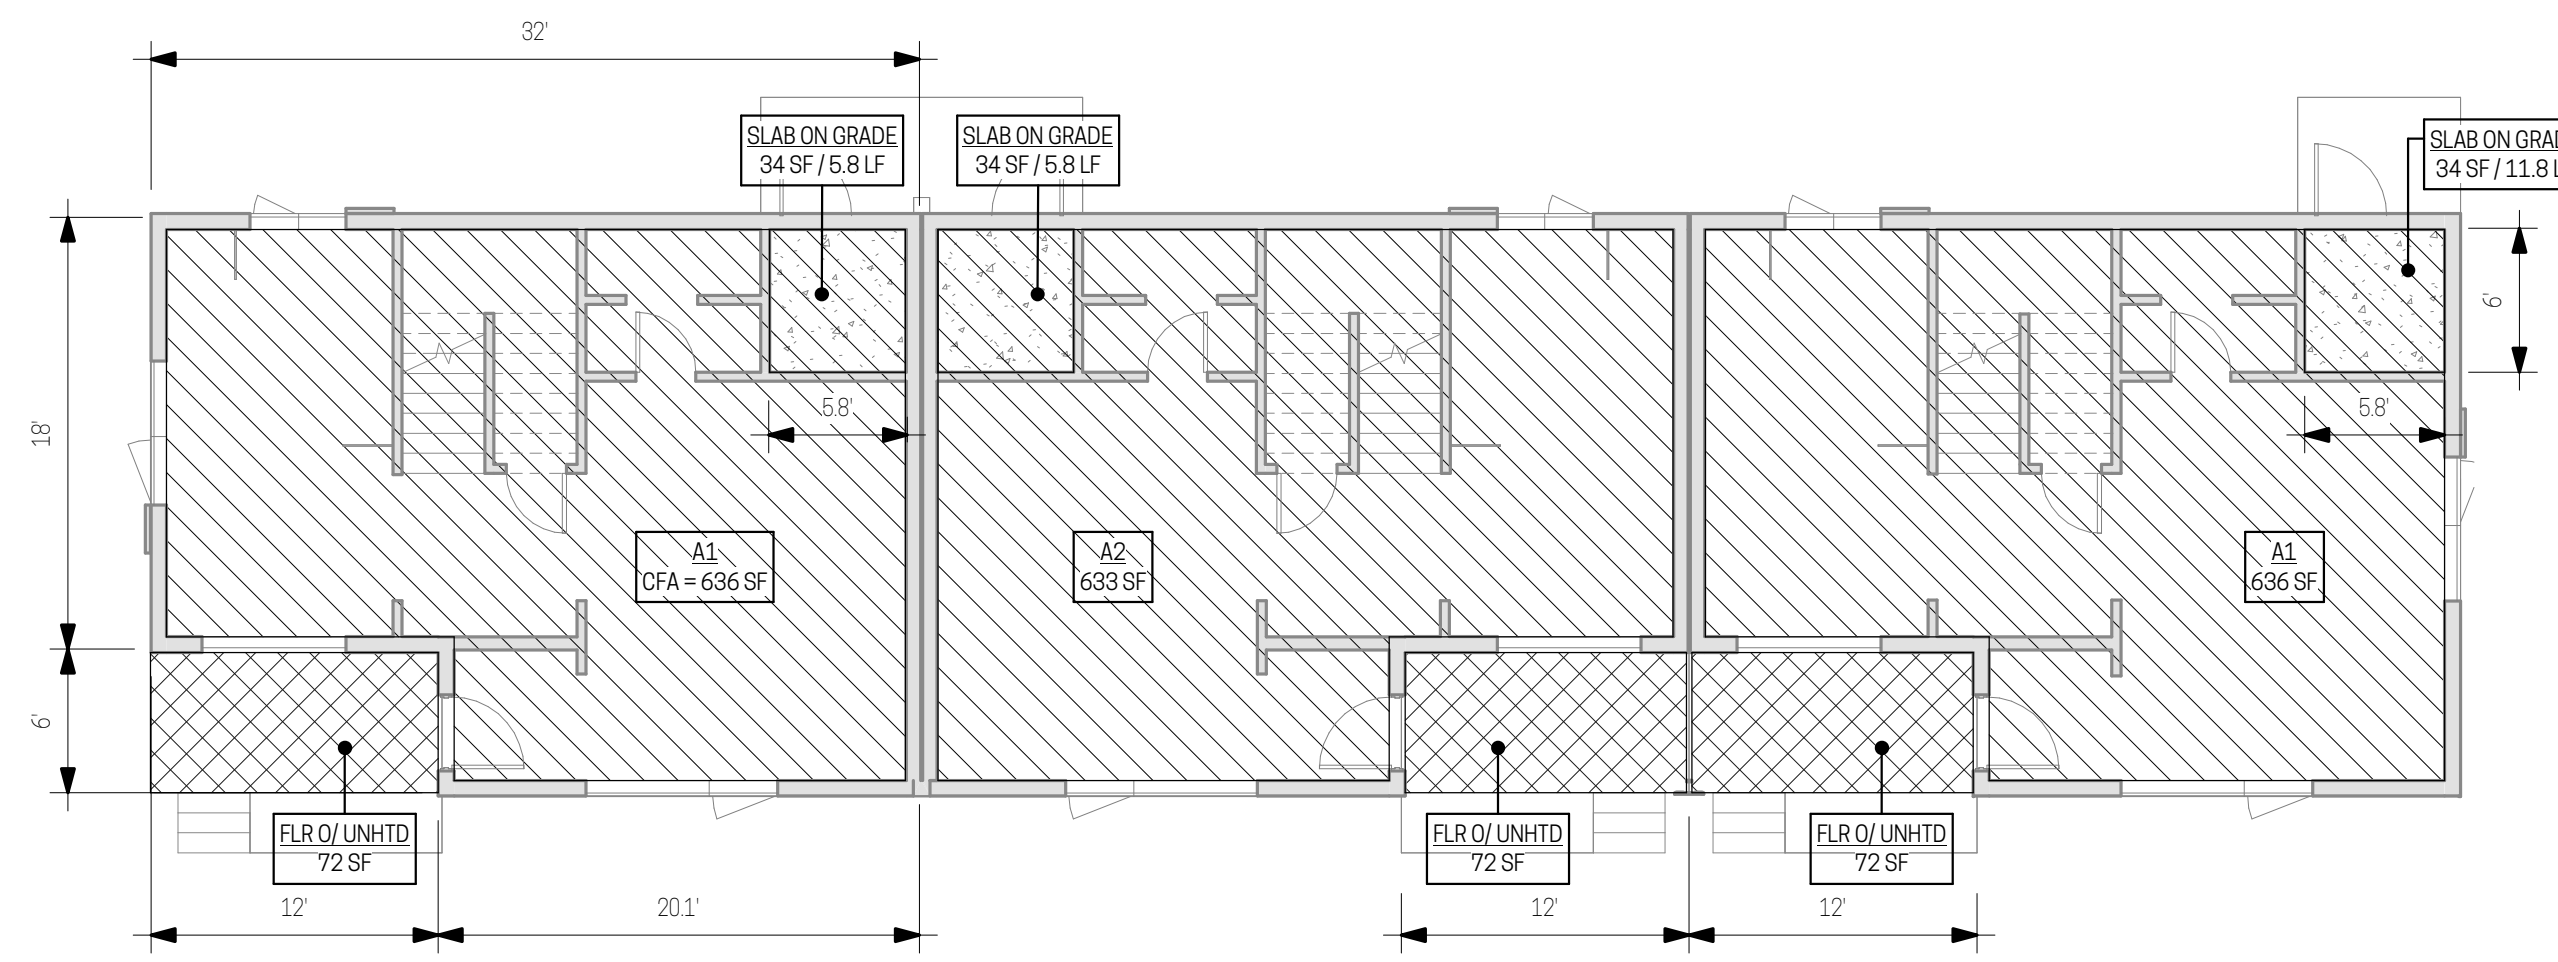 32'
SLAB ON GRADE
34 SF / 5.8 LF
SLAB ON GRADE
34 SF / 5.8 LF
SLAB ON
34 SF / 11.8
18'
6'
5.8'
5.8'
6'
A1
CFA = 636 SF
A2
633 SF
A1
636 SF
FLR O/ UNHTD
72 SF
FLR O/ UNHTD
72 SF
FLR O/ UNHTD
72 SF
12'
20.1'
12'
12'